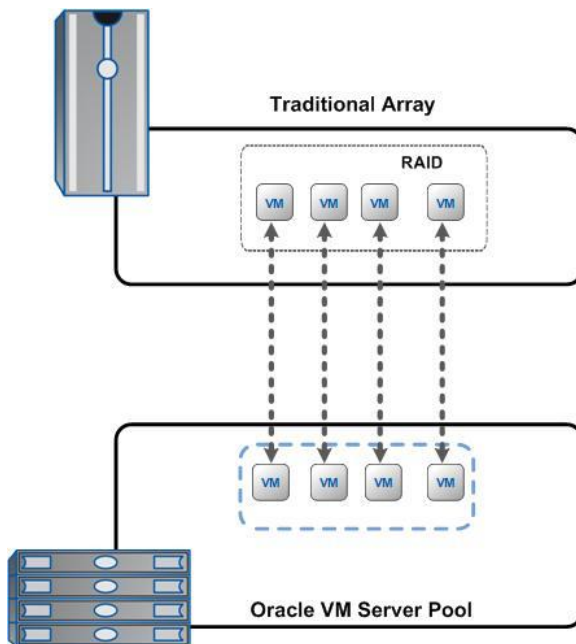 Traditional Array
RAID
VM VM VM VM
VM VM VM VM
Oracle VM Server Pool